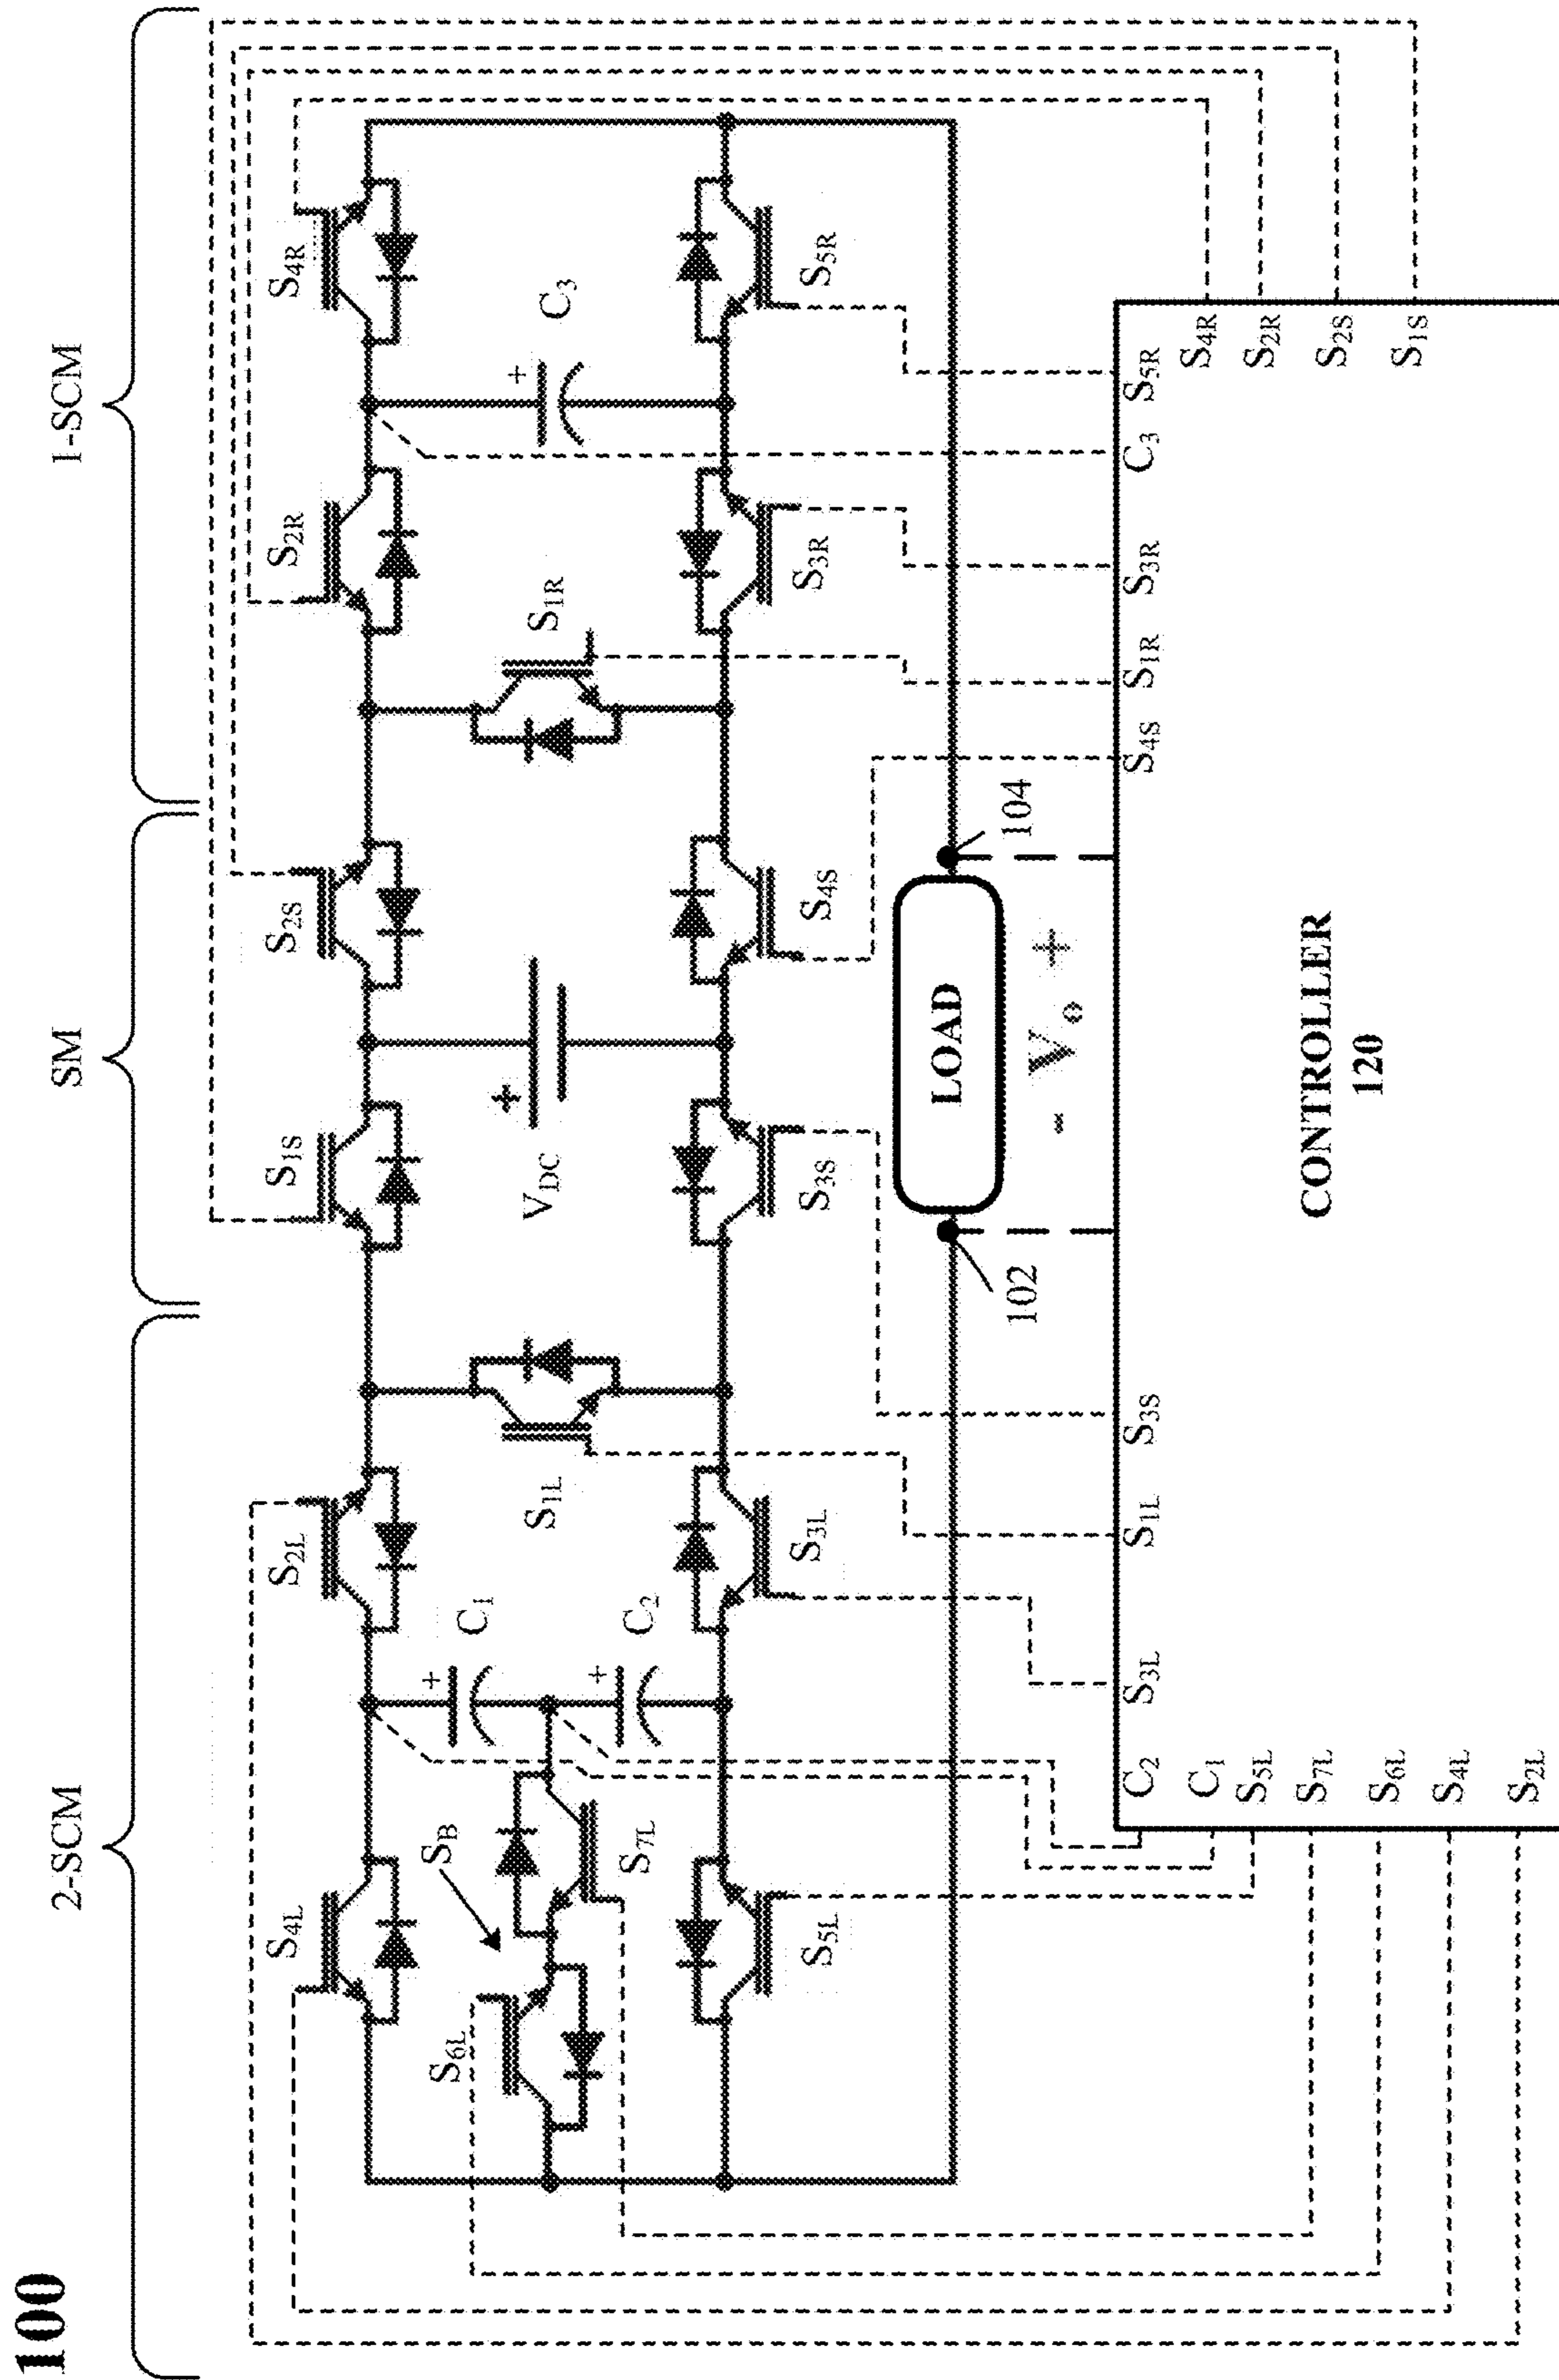 100
2-SCM
SM
1-SCM
S4L
S2L
S1S
S2S
S2R
S4R
S6L
SB
S7L
C1
C2
S1L
+
+
+
VDC
S1R
+
C3
S5L
S3L
S3S
S4S
S3R
S5R
LOAD
102
104
- Vo +
C2
C1
S5L
S7L
S6L
S4L
S2L
S3L
S1L
S3S
S4S
S1R
S3R
C3
S5R
S4R
S2R
S2S
S1S
CONTROLLER
120